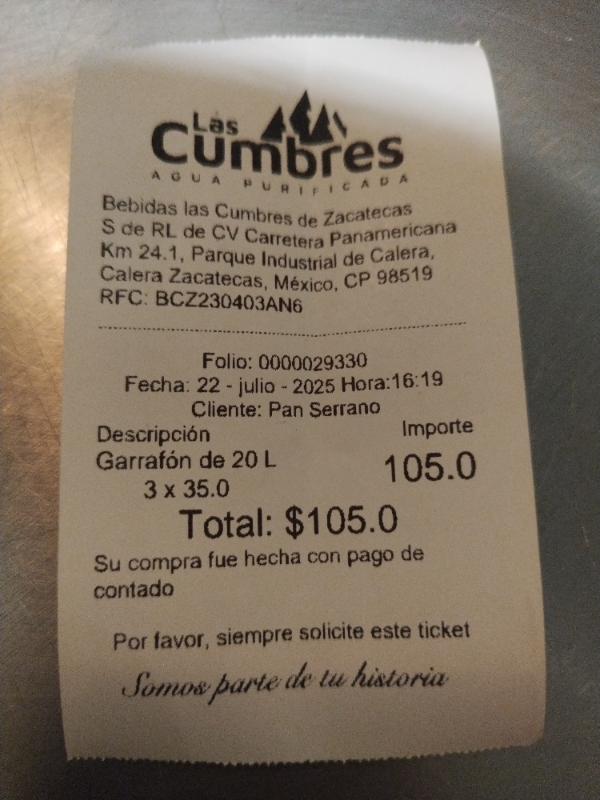 Las
Cumbres
AGUA PURIFICADA
Bebidas las Cumbres de Zacatecas
S de RL de CV Carretera Panamericana
Km 24.1, Parque Industrial de Calera,
Calera Zacatecas, México, CP 98519
RFC: BCZ230403AN6
Folio: 0000029330
Fecha: 22 - julio - 2025 Hora:16:19
Cliente: Pan Serrano
Descripción Importe
Garrafón de 20 L 105.0
3 x 35.0
Total: $105.0
Su compra fue hecha con pago de
contado
Por favor, siempre solicite este ticket
Somos parte de tu historia